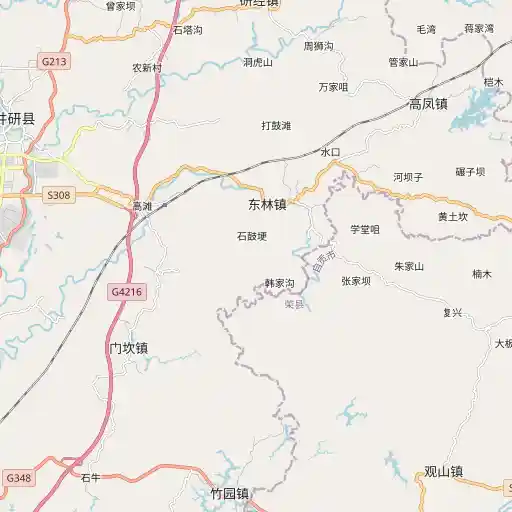 曾家坝
研经镇
石塔沟
毛湾
蒋家湾
周狮沟
G213
农新村
洞虎山
管家山
万家咀
桤木
高凤镇
井研县
打鼓滩
水口
碾子坝
河坝子
S308
高滩
东林镇
黄土坎
学堂咀
石鼓埂
自贡市
朱家山
楠木
张家坝
韩家沟
G4216
荣县
复兴
大板
门坎镇
观山镇
G348
石牛
竹园镇
S